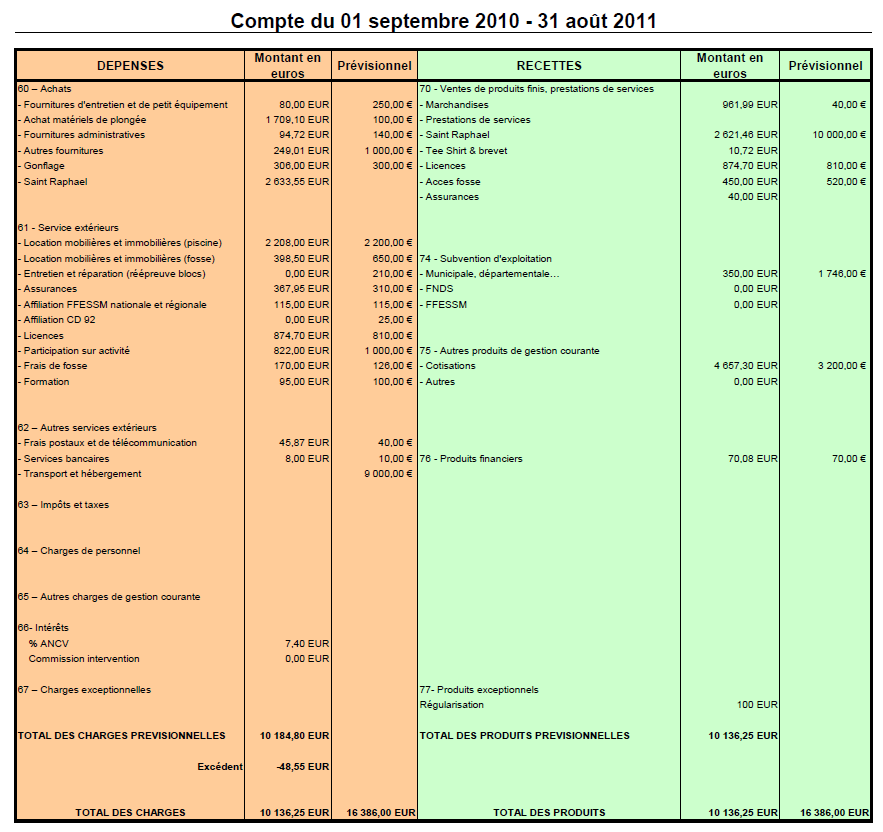 Compte du 01 septembre 2010 - 31 août 2011
DEPENSES Montant en euros Prévisionnel RECETTES Montant en euros Prévisionnel
60 – Achats 70 - Ventes de produits finis, prestations de services
- Fournitures d'entretien et de petit équipement 80,00 EUR 250,00 € - Marchandises 961,99 EUR 40,00 €
- Achat matériels de plongée 1 709,10 EUR 100,00 € - Prestations de services
- Fournitures administratives 94,72 EUR 140,00 € - Saint Raphael 2 621,46 EUR 10 000,00 €
- Autres fournitures 249,01 EUR 1 000,00 € - Tee Shirt & brevet 10,72 EUR
- Gonflage 306,00 EUR 300,00 € - Licences 874,70 EUR 810,00 €
- Saint Raphael 2 633,55 EUR - Acces fosse 450,00 EUR 520,00 €
- Assurances 40,00 EUR
61 - Service extérieurs
- Location mobilières et immobilières (piscine) 2 208,00 EUR 2 200,00 €
- Location mobilières et immobilières (fosse) 398,50 EUR 650,00 € 74 - Subvention d'exploitation
- Entretien et réparation (réépreuve blocs) 0,00 EUR 210,00 € - Municipale, départementale… 350,00 EUR 1 746,00 €
- Assurances 367,95 EUR 310,00 € - FNDS 0,00 EUR
- Affiliation FFESSM nationale et régionale 115,00 EUR 115,00 € - FFESSM 0,00 EUR
- Affiliation CD 92 0,00 EUR 25,00 €
- Licences 874,70 EUR 810,00 €
- Participation sur activité 822,00 EUR 1 000,00 € 75 - Autres produits de gestion courante
- Frais de fosse 170,00 EUR 126,00 € - Cotisations 4 657,30 EUR 3 200,00 €
- Formation 95,00 EUR 100,00 € - Autres 0,00 EUR
62 – Autres services extérieurs
- Frais postaux et de télécommunication 45,87 EUR 40,00 €
- Services bancaires 8,00 EUR 10,00 € 76 - Produits financiers 70,08 EUR 70,00 €
- Transport et hébergement 9 000,00 €
63 – Impôts et taxes
64 – Charges de personnel
65 – Autres charges de gestion courante
66- Intérêts
% ANCV 7,40 EUR
Commission intervention 0,00 EUR
67 – Charges exceptionnelles 77- Produits exceptionnels
Régularisation 100 EUR
TOTAL DES CHARGES PREVISIONNELLES 10 184,80 EUR TOTAL DES PRODUITS PREVISIONNELLES 10 136,25 EUR
Excédent -48,55 EUR
TOTAL DES CHARGES 10 136,25 EUR 16 386,00 EUR TOTAL DES PRODUITS 10 136,25 EUR 16 386,00 EUR